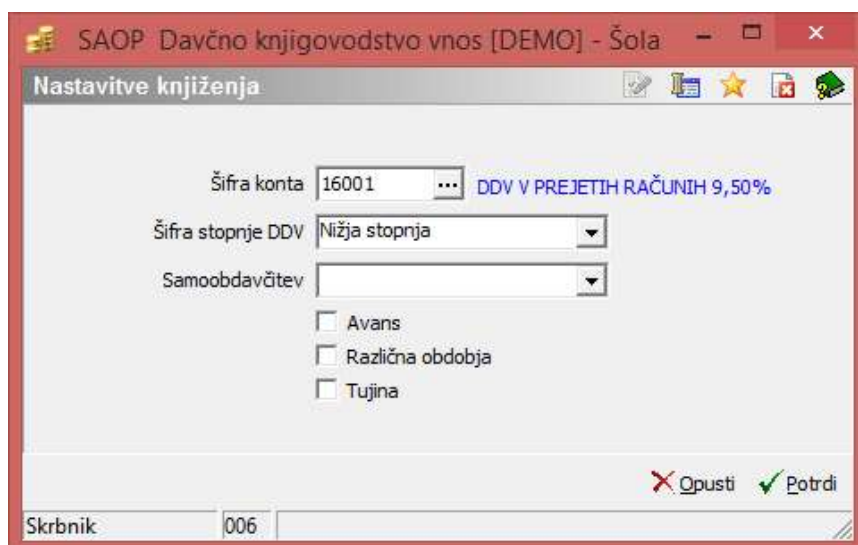 SAOP Davčno knjigovodstvo vnos [DEMO] - Šola
Nastavitve knjiženja
Šifra konta 16001 ... DDV V PREJETIH RAČUNIH 9,50%
Šifra stopnje DDV Nižja stopnja
Samoobdavčitev
Avans
Različna obdobja
Tujina
Opusti Potrdi
Skrbnik 006